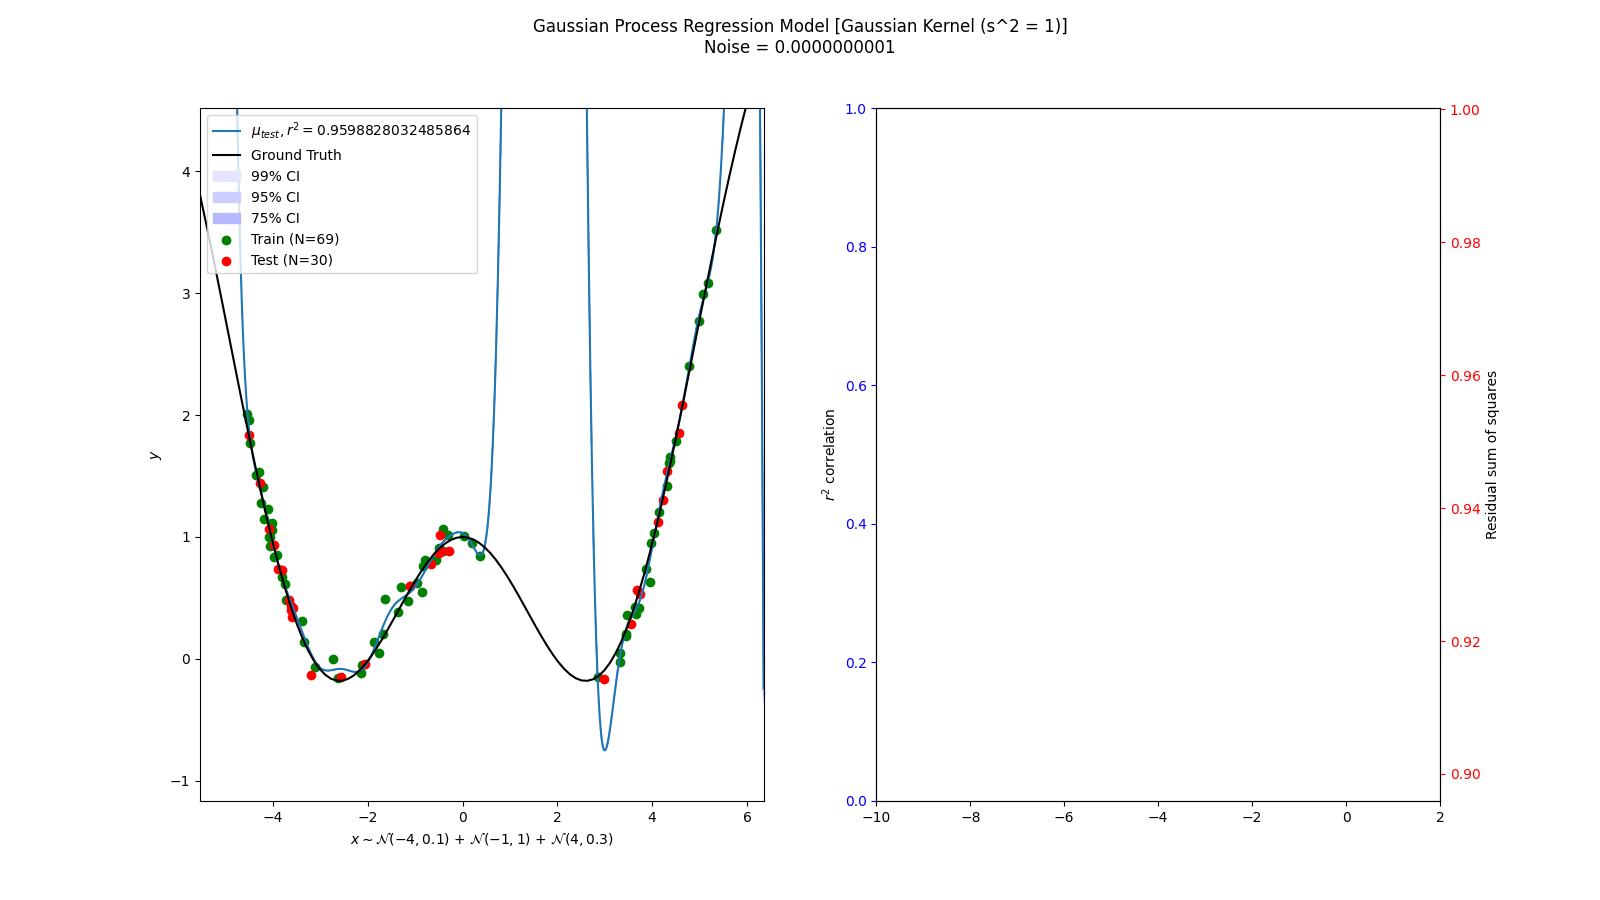 Gaussian Process Regression Model [Gaussian Kernel (s^2 = 1)]
Noise = 0.0000000001
μ_test, r² = 0.9598828032485864
Ground Truth
99% CI
95% CI
75% CI
Train (N=69)
Test (N=30)
4
3
2
1
0
−1
y
−4
−2
0
2
4
6
x ~ 𝒩(−4, 0.1) + 𝒩(−1, 1) + 𝒩(4, 0.3)
1.0
0.8
0.6
0.4
0.2
0.0
r² correlation
−10
−8
−6
−4
−2
0
2
1.00
0.98
0.96
0.94
0.92
0.90
Residual sum of squares